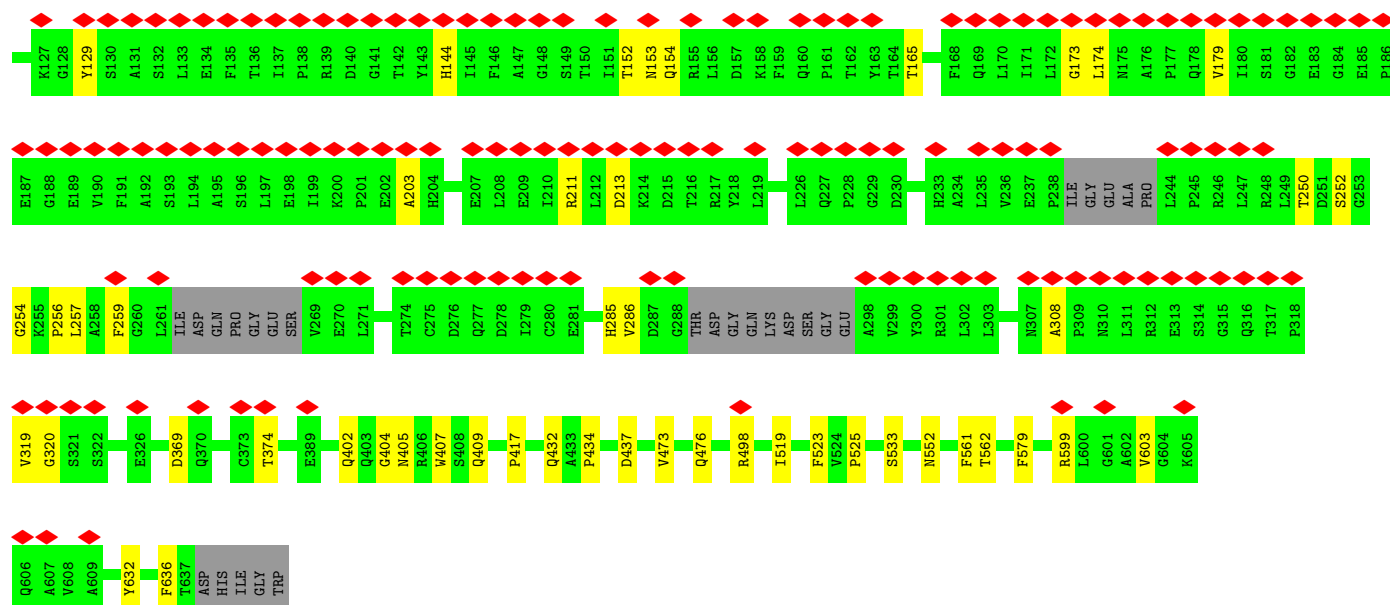 K127 G128 Y129 S130 A131 S132 L133 E134 F135 T136 I137 P138 R139 D140 G141 T142 Y143 H144 I145 F146 A147 G148 S149 T150 I151 T152 N153 Q154 R155 L156 D157 K158 F159 Q160 P161 T162 Y163 T164 T165 F168 Q169 L170 I171 L172 G173 L174 N175 A176 P177 Q178 V179 I180 S181 G182 E183 G184 E185 P186
E187 G188 E189 V190 F191 A192 S193 L194 A195 S196 L197 E198 I199 K200 P201 E202 A203 H204 E207 L208 E209 I210 R211 L212 D213 K214 D215 T216 R217 Y218 L219 L226 Q227 P228 G229 D230 H233 A234 L235 V236 E237 P238 ILE GLY GLU ALA PRO L244 P245 R246 L247 R248 L249 T250 D251 S252 G253
G254 K255 P256 L257 A258 F259 G260 L261 ILE ASP GLN PRO GLY GLU SER V269 E270 L271 T274 C275 D276 Q277 D278 I279 C280 E281 H285 V286 D287 G288 THR ASP GLY GLN LYS ASP SER GLY GLU A298 V299 Y300 R301 L302 L303 N307 A308 P309 N310 L311 R312 E313 S314 G315 Q316 T317 P318
V319 G320 S321 S322 E326 D369 Q370 C373 T374 E389 Q402 Q403 G404 N405 R406 W407 S408 Q409 P417 Q432 A433 P434 D437 V473 Q476 R498 I519 F523 V524 P525 S533 N552 F561 T562 F579 R599 L600 G601 A602 V603 G604 K605
Q606 A607 V608 A609 Y632 F636 T637 ASP HIS ILE GLY TRP